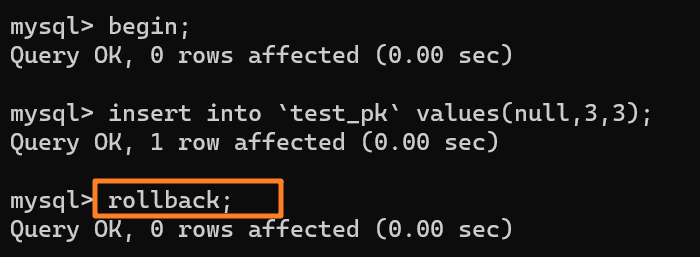 mysql> begin;
Query OK, 0 rows affected (0.00 sec)
mysql> insert into `test_pk` values(null,3,3);
Query OK, 1 row affected (0.00 sec)
mysql> rollback;
Query OK, 0 rows affected (0.00 sec)